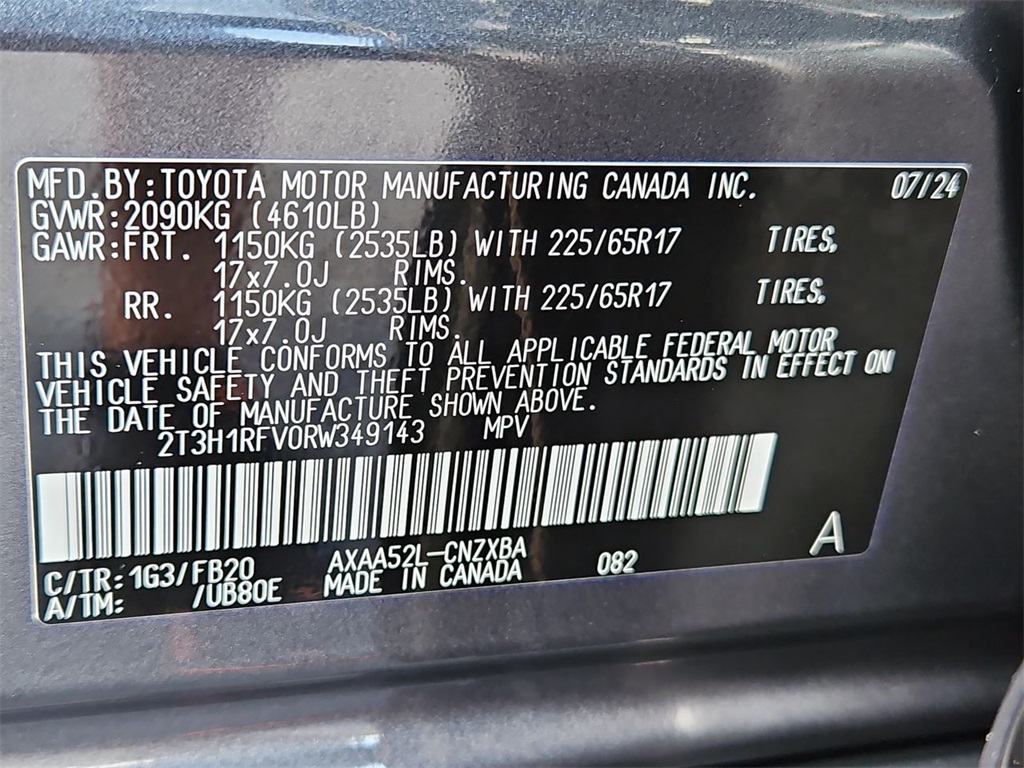 MFD.BY:TOYOTA MOTOR MANUFACTURING CANADA INC. 07/24
GVWR:2090KG (4610LB)
GAWR:FRT. 1150KG (2535LB) WITH 225/65R17 TIRES,
17x7.0J RIMS.
RR. 1150KG (2535LB) WITH 225/65R17 TIRES,
17x7.0J RIMS.
THIS VEHICLE CONFORMS TO ALL APPLICABLE FEDERAL MOTOR
VEHICLE SAFETY AND THEFT PREVENTION STANDARDS IN EFFECT ON
THE DATE OF MANUFACTURE SHOWN ABOVE.
2T3H1RFV0RW349143 MPV
A
C/TR:1G3/FB20 AXAA52L-CNZXBA 082
A/TM: /UB80E MADE IN CANADA